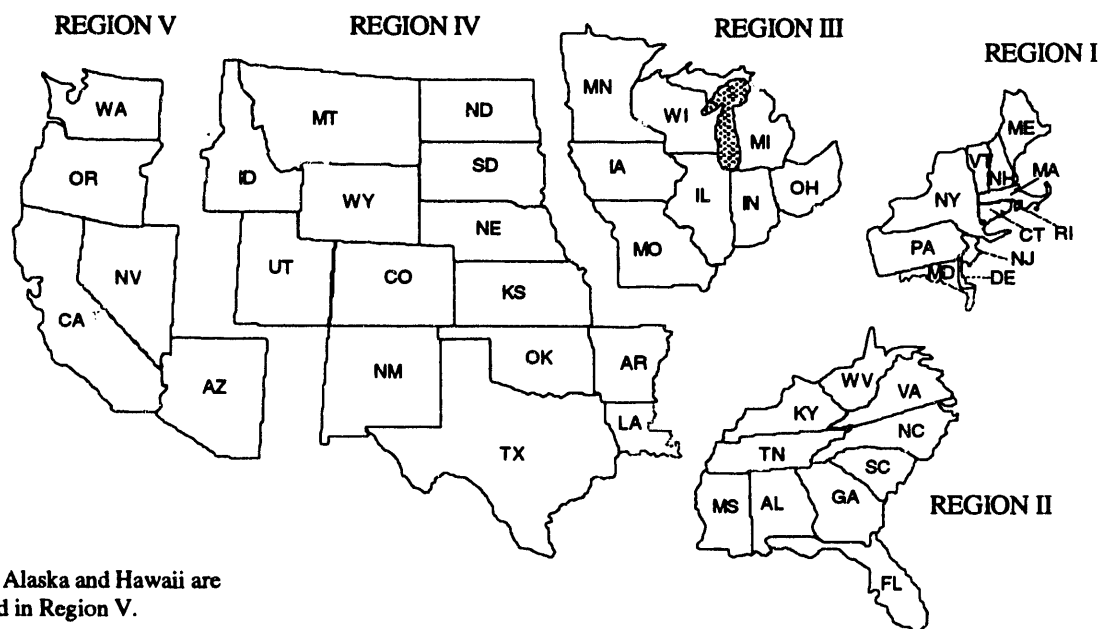 REGION V
REGION IV
REGION III
REGION I
WA
OR
NV
CA
AZ
MT
ND
ID
SD
WY
NE
UT
CO
KS
NM
OK
AR
LA
TX
MN
WI
MI
IA
IL
IN
OH
MO
ME
VT
NH
MA
NY
CT
RI
PA
NJ
MD
DE
WV
VA
KY
NC
TN
SC
MS
AL
GA
FL
REGION II
Alaska and Hawaii are
d in Region V.